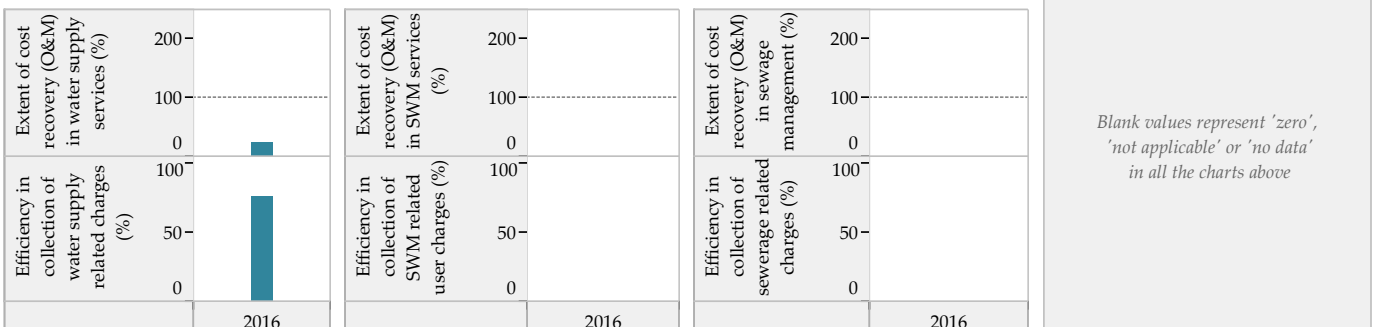 Extent of cost
recovery (O&M)
in water supply
services (%)
200
100
0
Efficiency in
collection of
water supply
related charges
(%)
100
50
0
2016
Extent of cost
recovery (O&M)
in SWM services
(%)
200
100
0
Efficiency in
collection of
SWM related
user charges (%)
100
50
0
2016
Extent of cost
recovery (O&M)
in sewage
management (%)
200
100
0
Efficiency in
collection of
sewerage related
charges (%)
100
50
0
2016
Blank values represent 'zero',
'not applicable' or 'no data'
in all the charts above